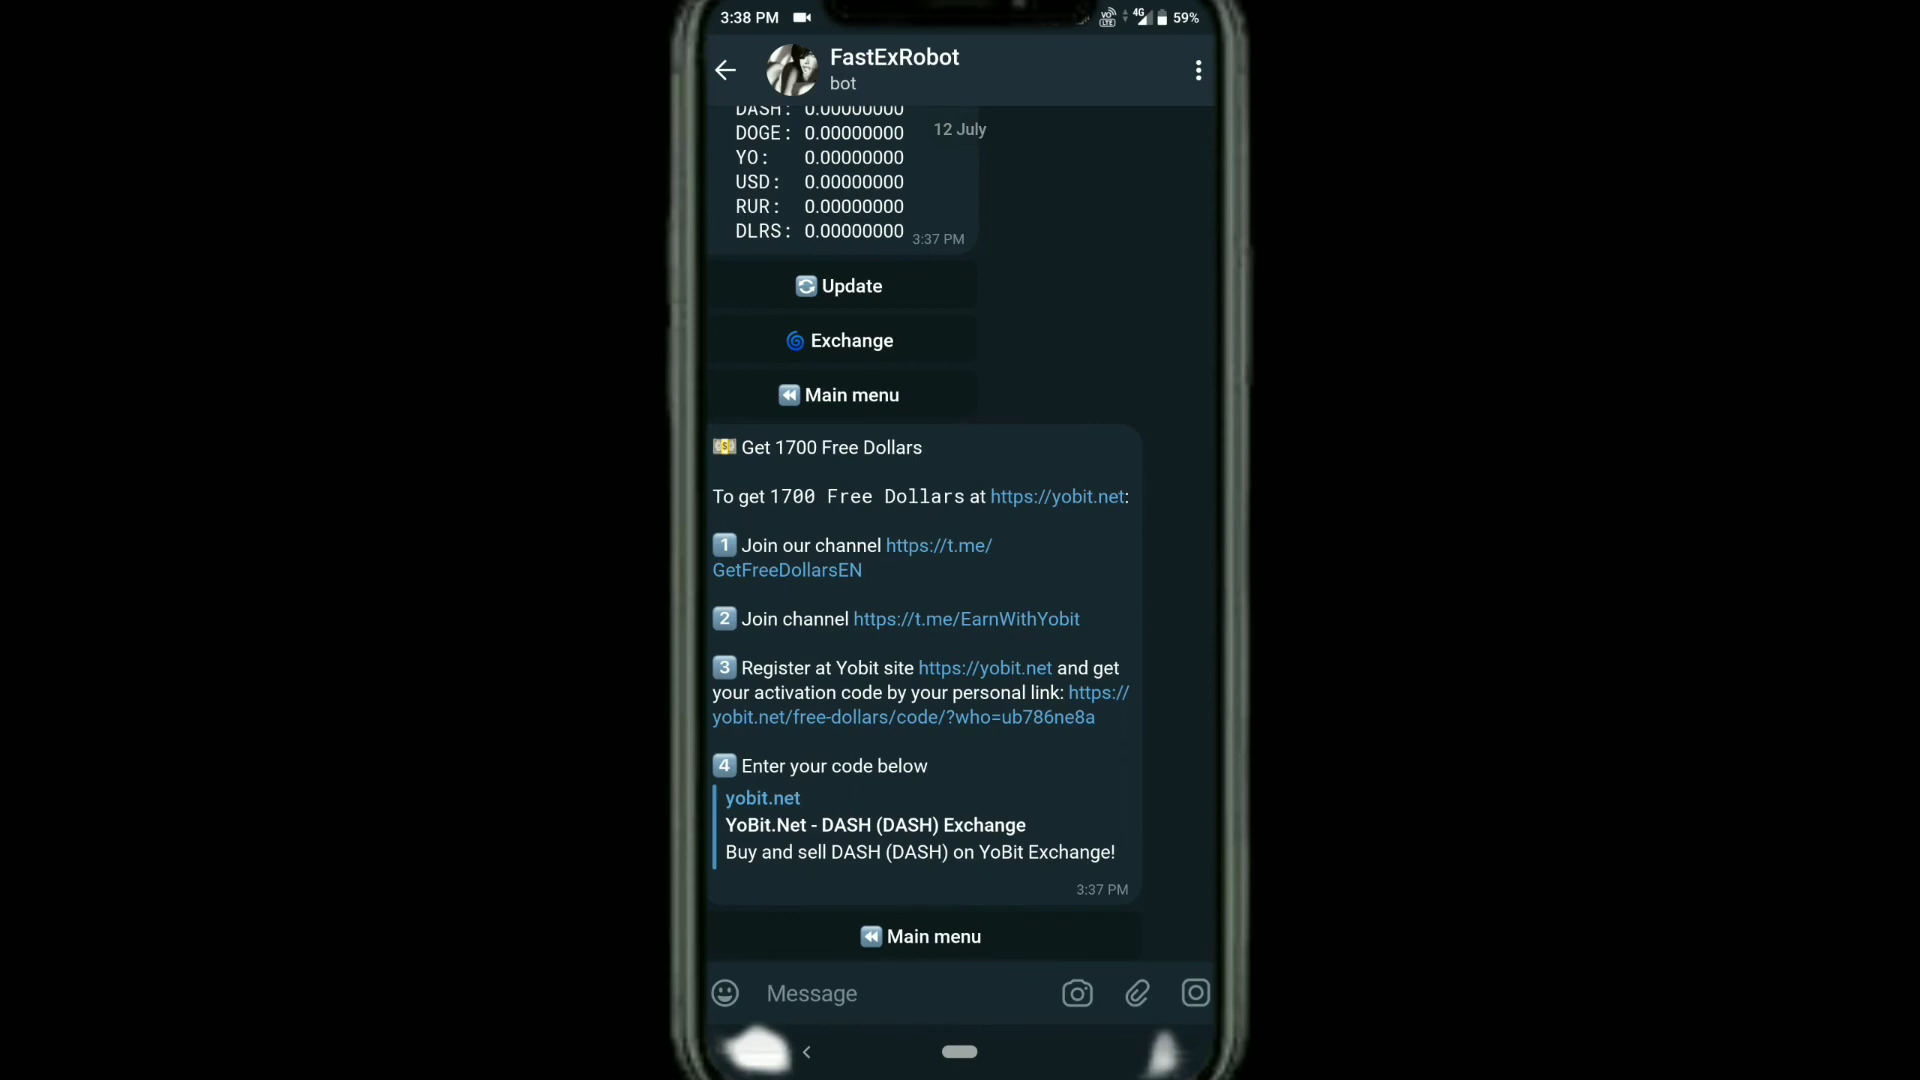 3:38 PM 4G 59%
FastExRobot
bot
DASH: 0.00000000
12 July
DOGE: 0.00000000
YO: 0.00000000
USD: 0.00000000
RUR: 0.00000000
DLRS: 0.00000000 3:37 PM
Update
Exchange
Main menu
Get 1700 Free Dollars
To get 1700 Free Dollars at https://yobit.net:
1 Join our channel https://t.me/
GetFreeDollarsEN
2 Join channel https://t.me/EarnWithYobit
3 Register at Yobit site https://yobit.net and get
your activation code by your personal link: https://
yobit.net/free-dollars/code/?who=ub786ne8a
4 Enter your code below
yobit.net
YoBit.Net - DASH (DASH) Exchange
Buy and sell DASH (DASH) on YoBit Exchange!
3:37 PM
Main menu
Message